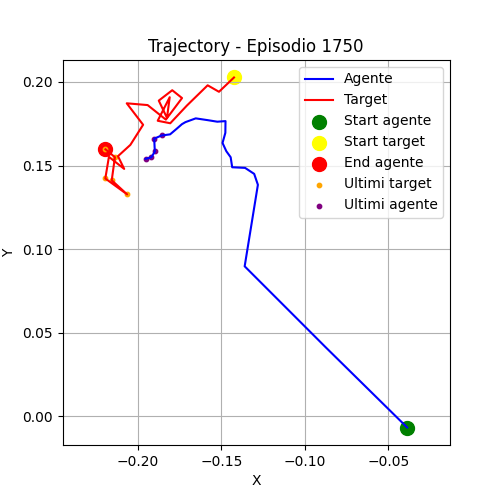 Trajectory - Episodio 1750
Agente
Target
Start agente
Start target
End agente
Ultimi target
Ultimi agente
Y
0.20
0.15
0.10
0.05
0.00
−0.20
−0.15
−0.10
−0.05
X